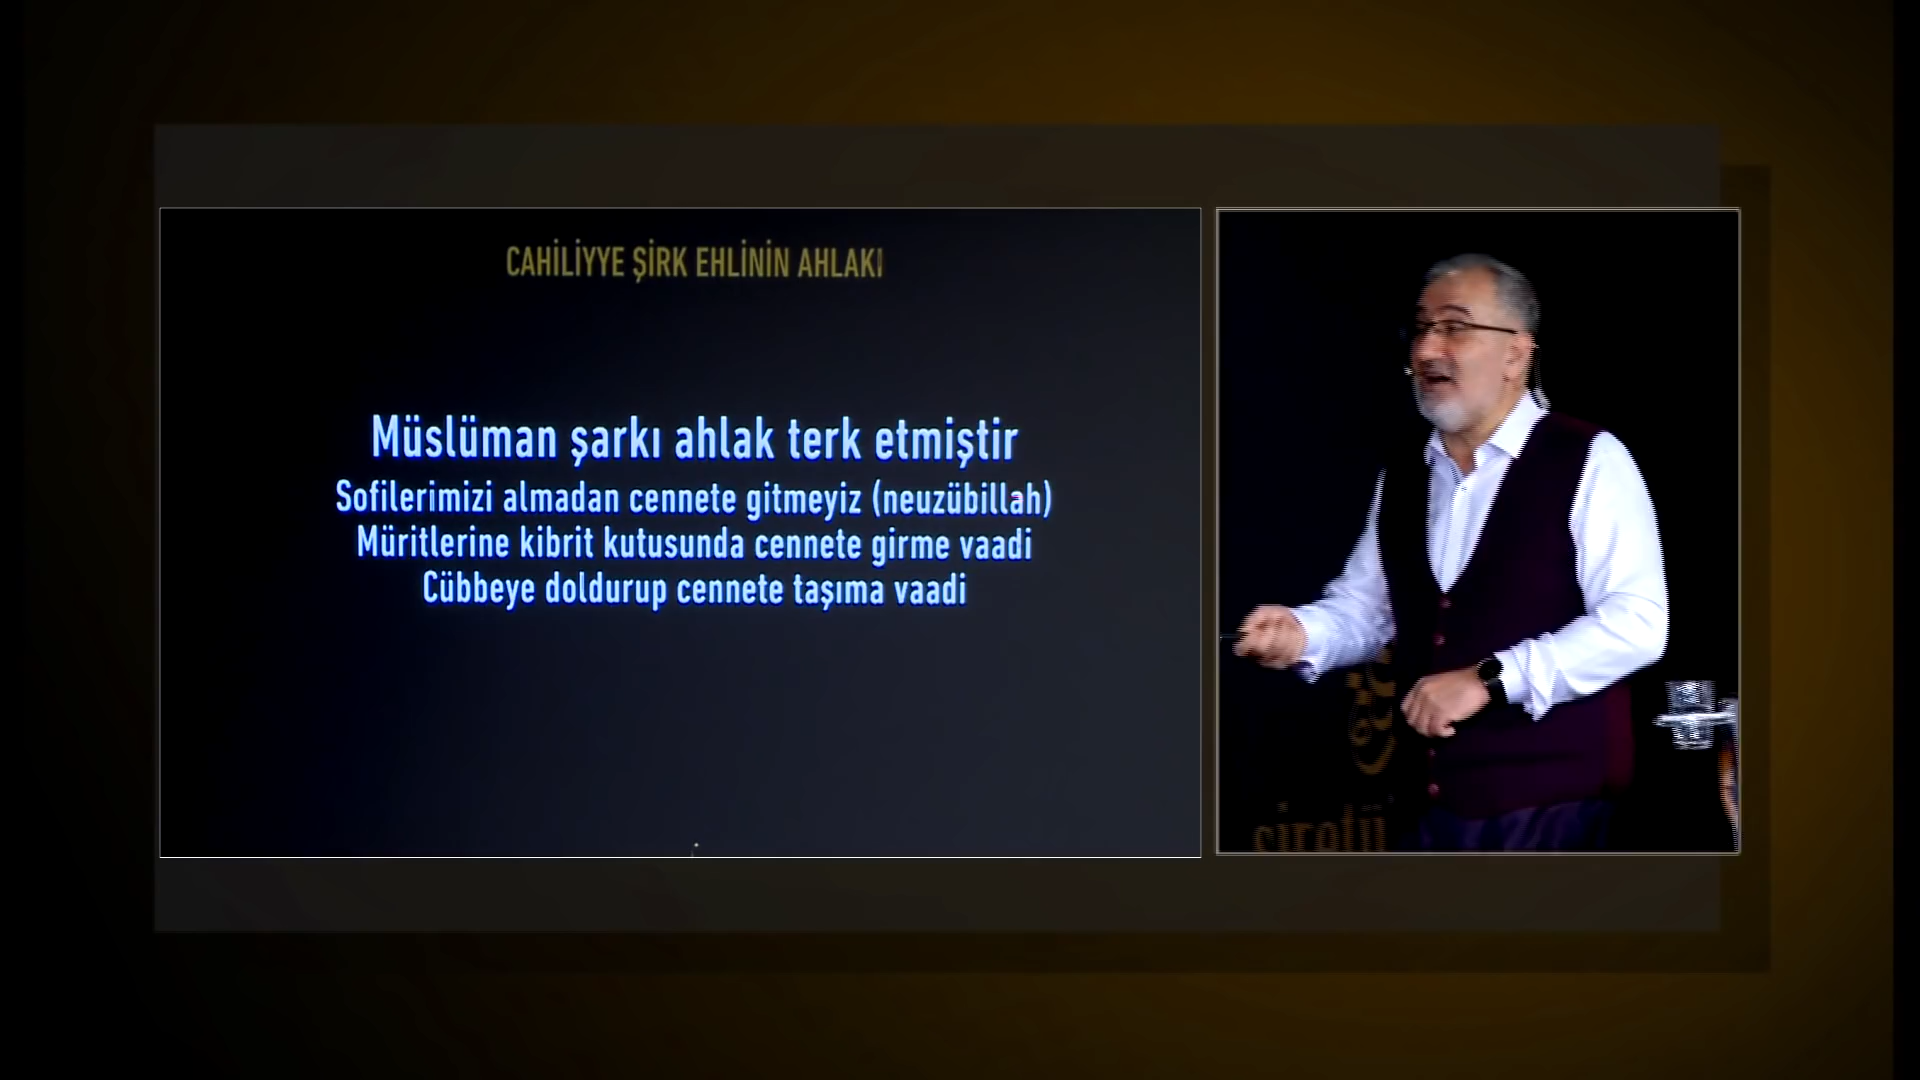 CAHİLİYYE ŞİRK EHLİNİN AHLAKI
Müslüman şarkı ahlak terk etmiştir
Sofilerimizi almadan cennete gitmeyiz (neuzübillah)
Müritlerine kibrit kutusunda cennete girme vaadi
Cübbeye doldurup cennete taşıma vaadi